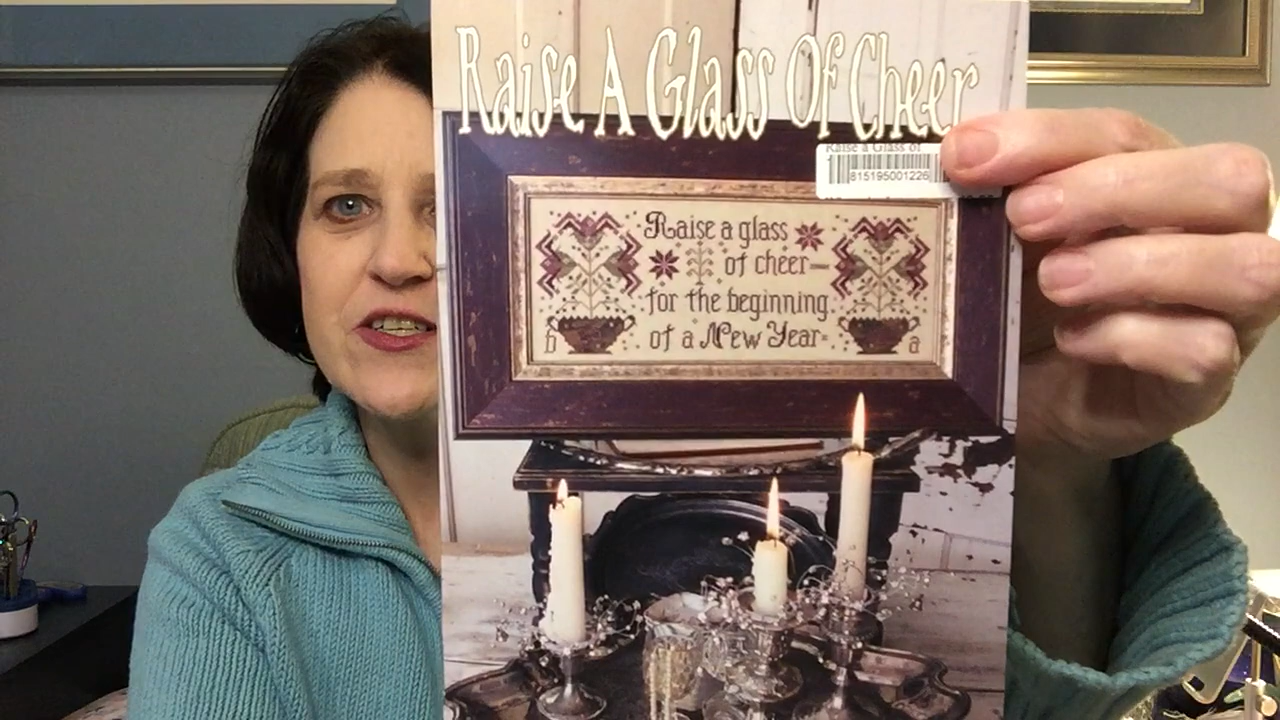 Raise A Glass Of Cheer
Raise a Glass of
815195001226
Raise a glass
of cheer—
for the beginning
of a New Year
b a